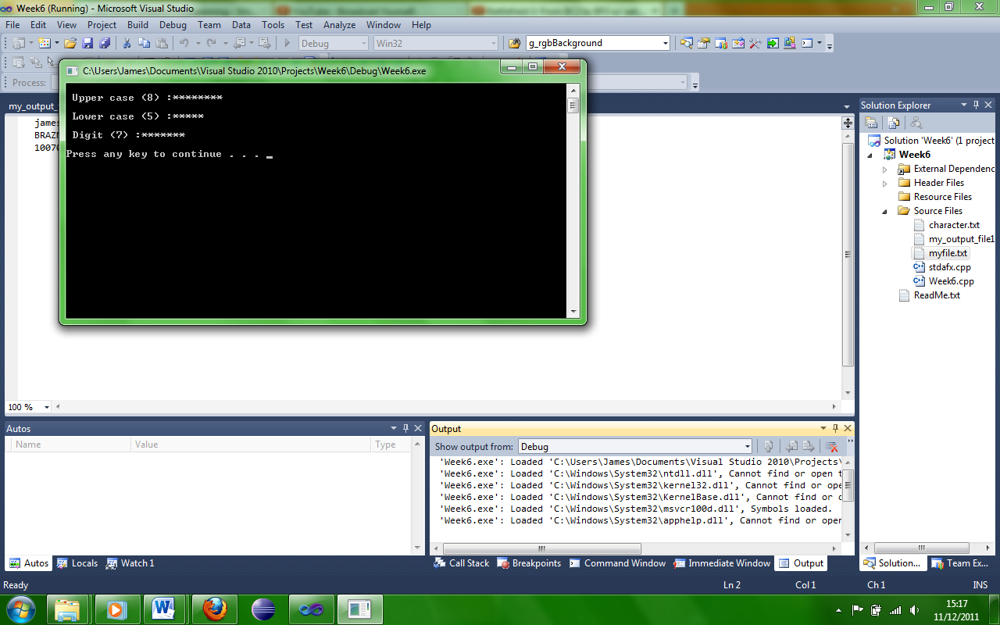 Week6 (Running) - Microsoft Visual Studio
File Edit View Project Build Debug Team Data Tools Test Analyze Window Help
Debug Win32 g_rgbBackground
Process:
C:\Users\James\Documents\Visual Studio 2010\Projects\Week6\Debug\Week6.exe
Upper case (8) :********
Lower case (5) :*****
Digit (7) :*******
Press any key to continue . . . _
my_output_
james
BRAZ
1007
100 %
Solution Explorer
Solution 'Week6' (1 project
Week6
External Dependenc
Header Files
Resource Files
Source Files
character.txt
my_output_file1
myfile.txt
stdafx.cpp
Week6.cpp
ReadMe.txt
Autos
Name Value Type
Output
Show output from: Debug
'Week6.exe': Loaded 'C:\Users\James\Documents\Visual Studio 2010\Projects\
'Week6.exe': Loaded 'C:\Windows\System32\ntdll.dll', Cannot find or open t
'Week6.exe': Loaded 'C:\Windows\System32\kernel32.dll', Cannot find or ope
'Week6.exe': Loaded 'C:\Windows\System32\KernelBase.dll', Cannot find or o
'Week6.exe': Loaded 'C:\Windows\System32\msvcr100d.dll', Symbols loaded.
'Week6.exe': Loaded 'C:\Windows\System32\apphelp.dll', Cannot find or open
Autos Locals Watch 1
Call Stack Breakpoints Command Window Immediate Window Output
Solution... Team Ex...
Ready Ln 2 Col 1 Ch 1 INS
15:17
11/12/2011